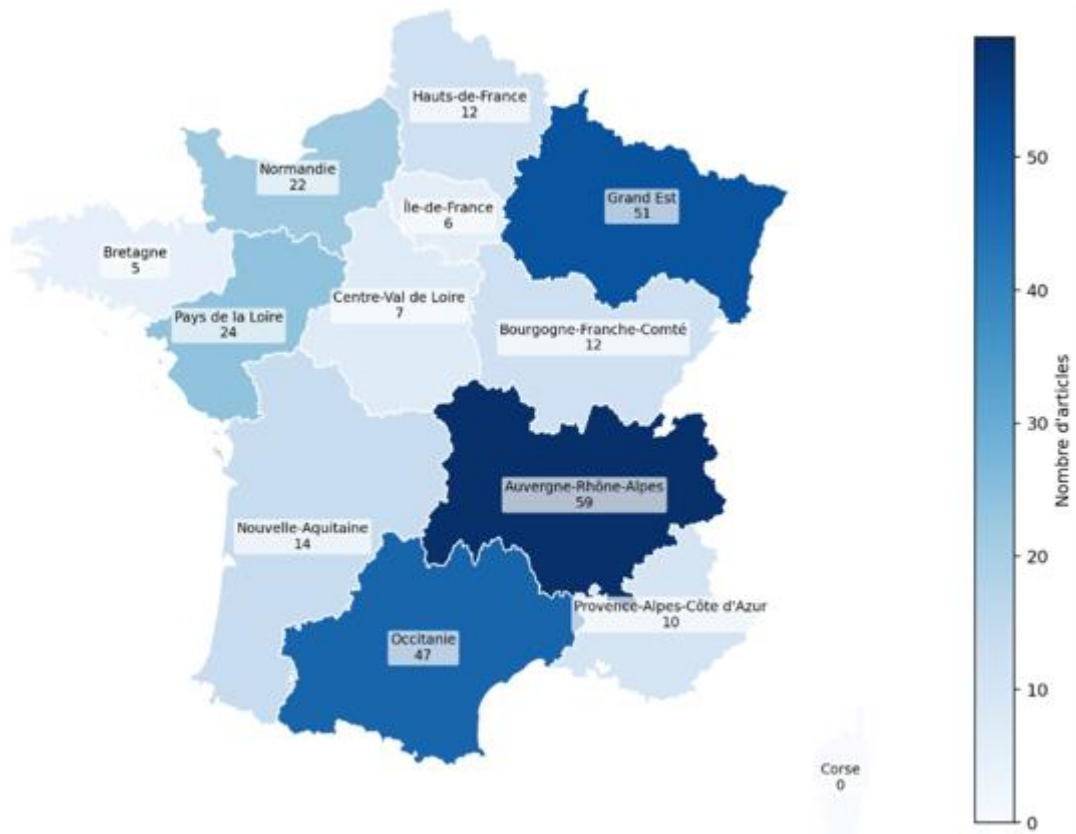 Hauts-de-France
12
Normandie
22
Île-de-France
6
Grand Est
51
Bretagne
5
Centre-Val de Loire
7
Pays de la Loire
24
Bourgogne-Franche-Comté
12
Auvergne-Rhône-Alpes
59
Nouvelle-Aquitaine
14
Provence-Alpes-Côte d'Azur
10
Occitanie
47
Corse
0
50
40
30
20
10
0
Nombre d'articles